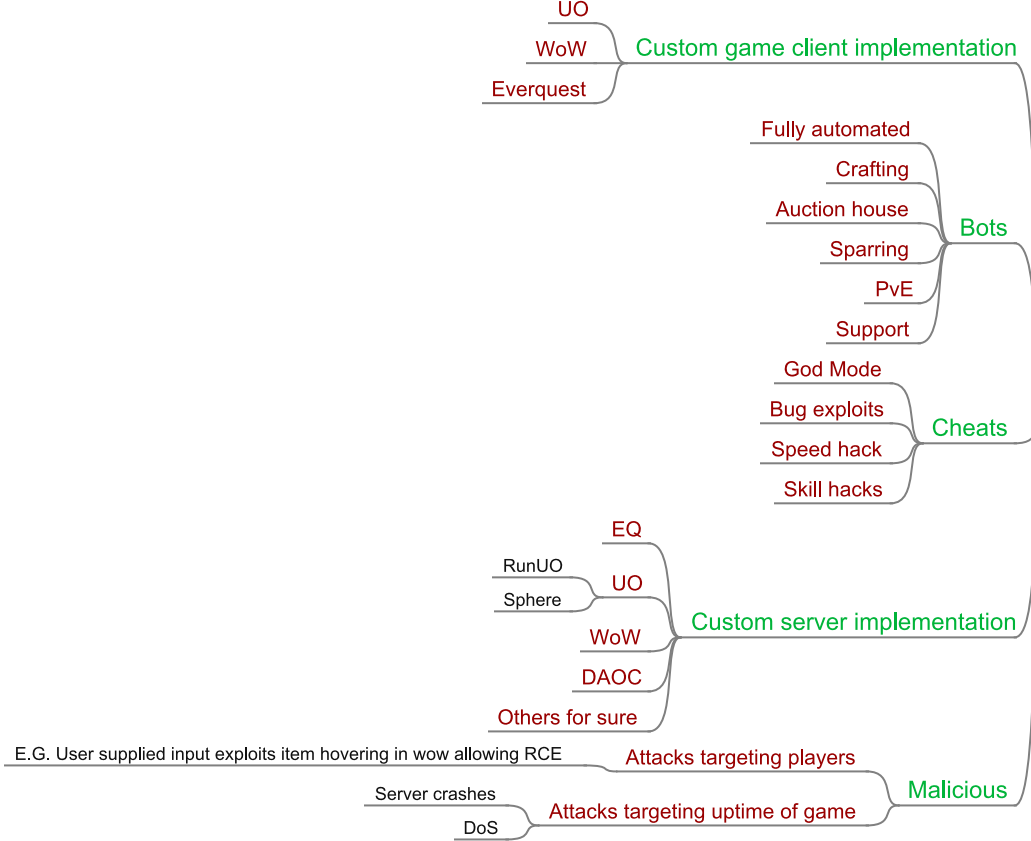 UO
WoW
Custom game client implementation
Everquest
Fully automated
Crafting
Auction house
Bots
Sparring
PvE
Support
God Mode
Bug exploits
Cheats
Speed hack
Skill hacks
EQ
RunUO
UO
Sphere
Custom server implementation
WoW
DAOC
Others for sure
E.G. User supplied input exploits item hovering in wow allowing RCE
Attacks targeting players
Malicious
Server crashes
Attacks targeting uptime of game
DoS